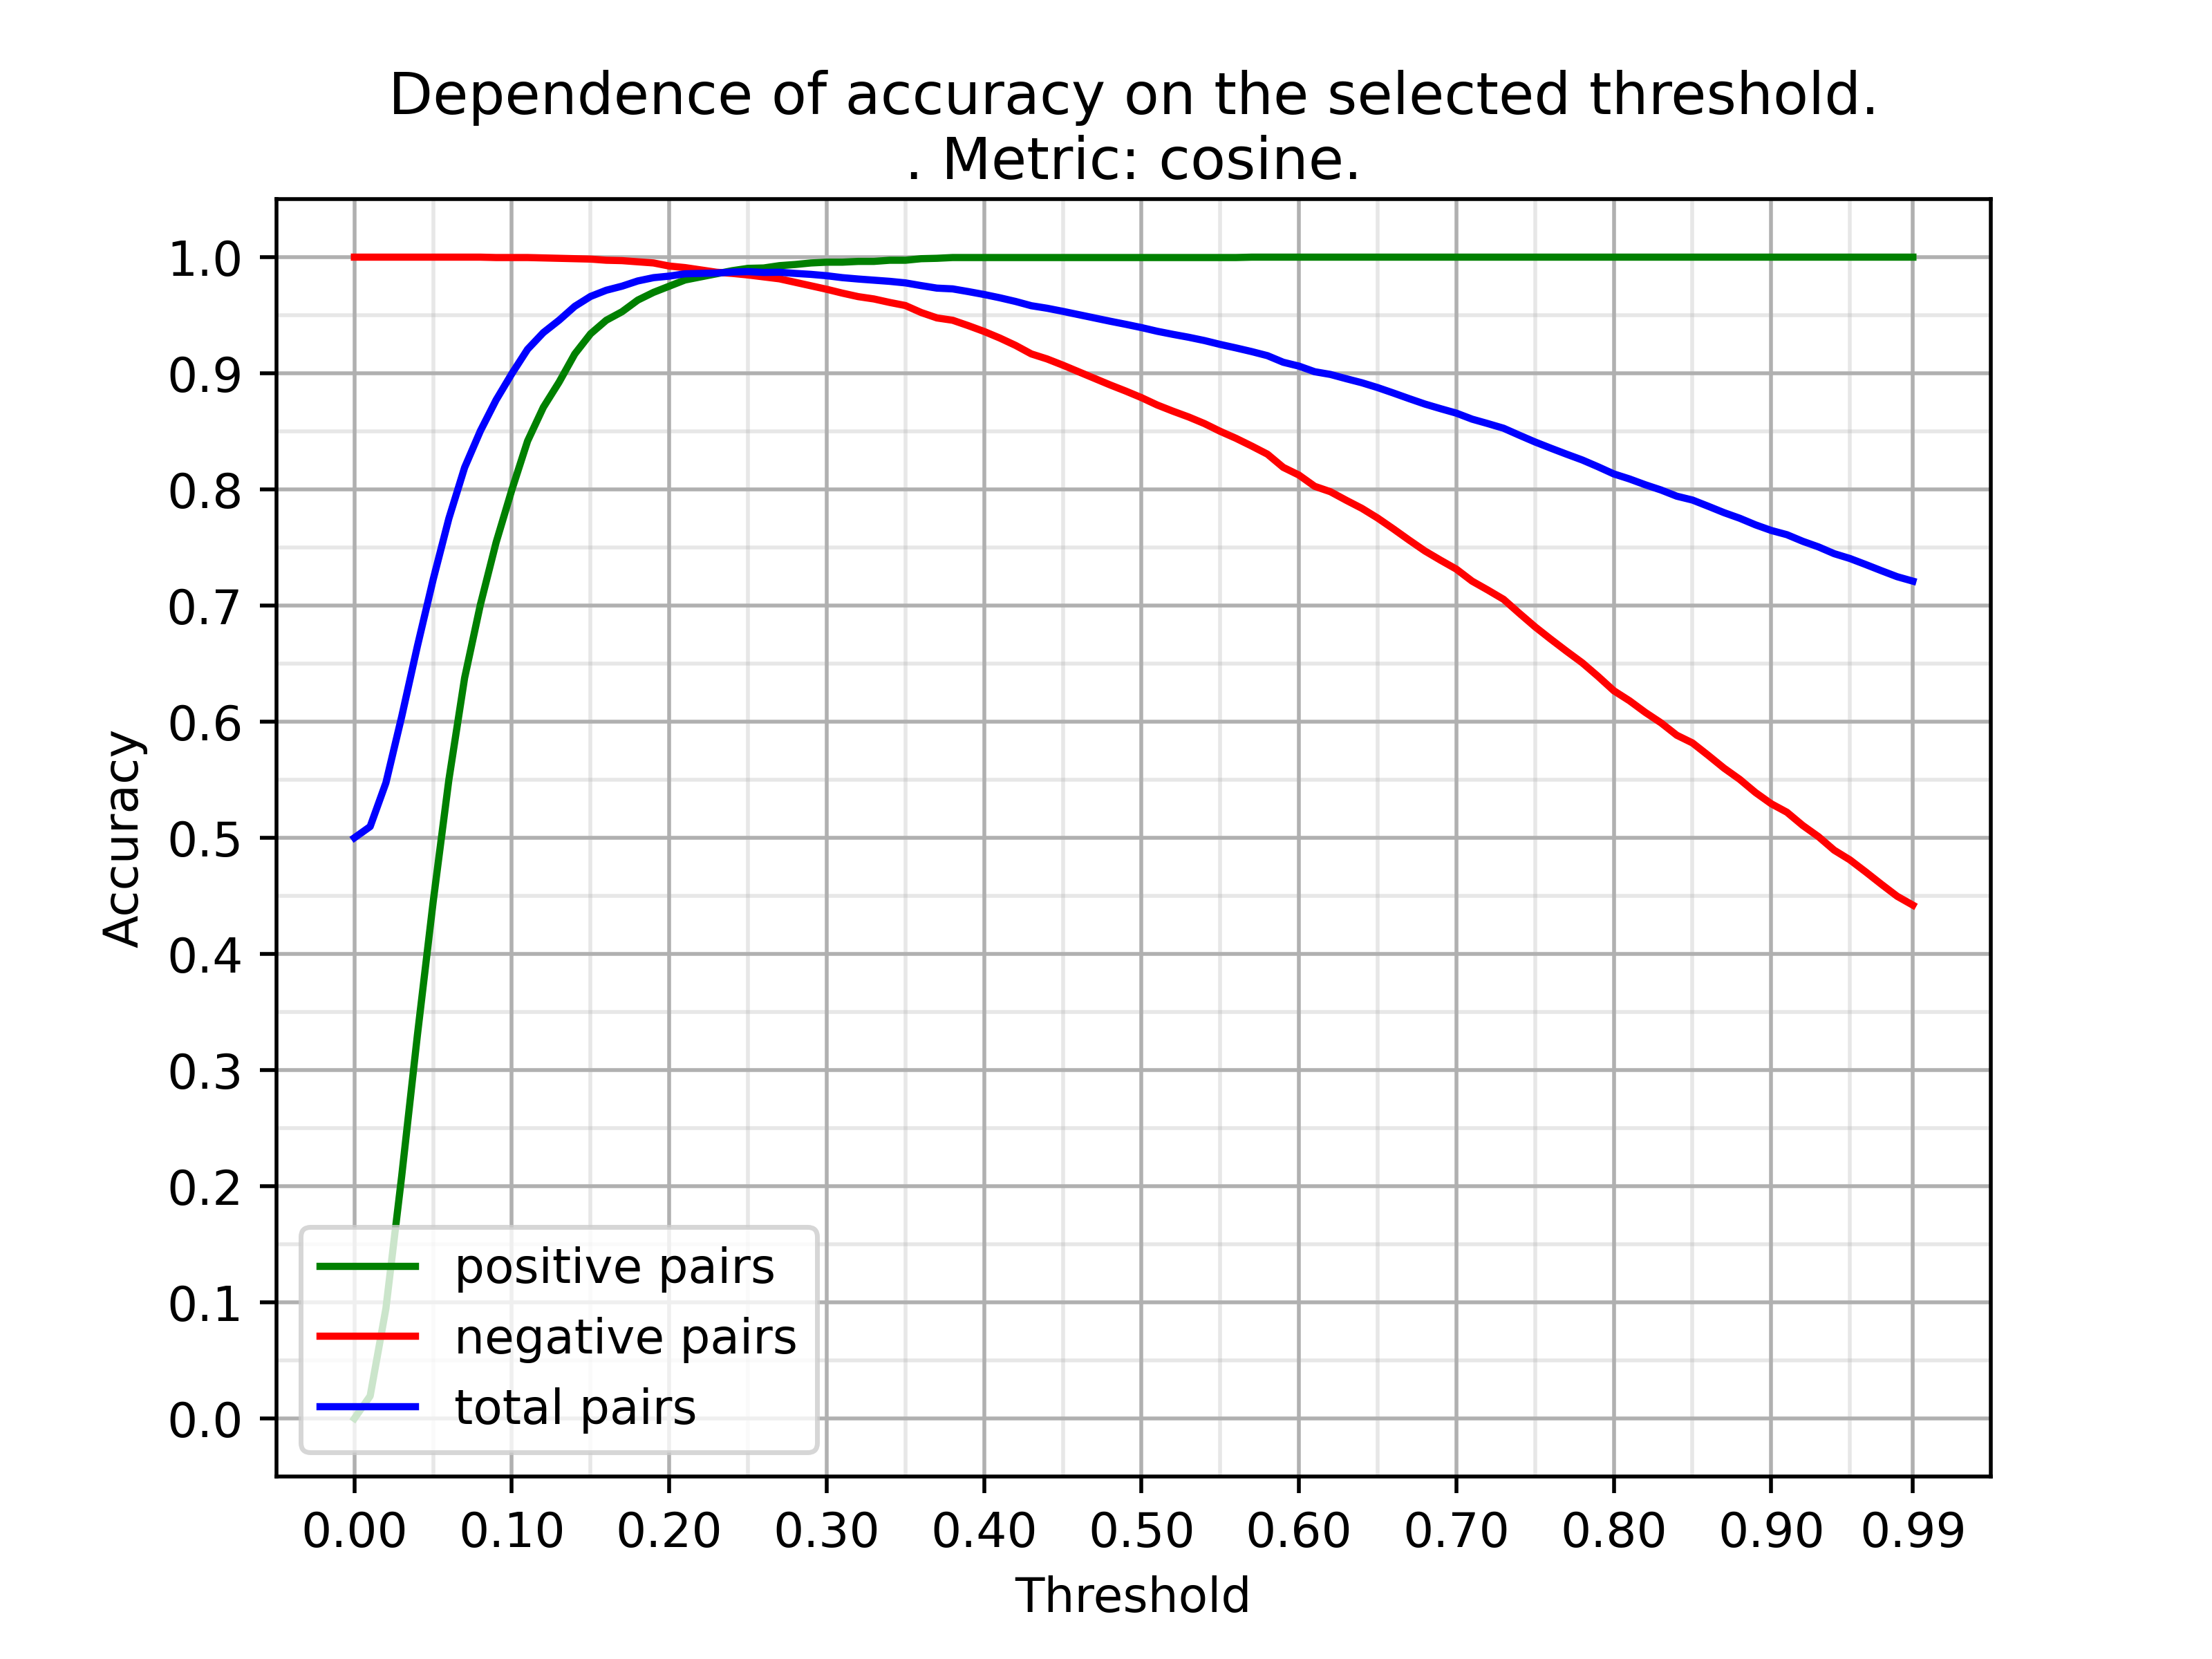 Dependence of accuracy on the selected threshold.
. Metric: cosine.
1.0
0.9
0.8
0.7
0.6
0.5
0.4
0.3
0.2
0.1
0.0
Accuracy
positive pairs
negative pairs
total pairs
0.00 0.10 0.20 0.30 0.40 0.50 0.60 0.70 0.80 0.90 0.99
Threshold